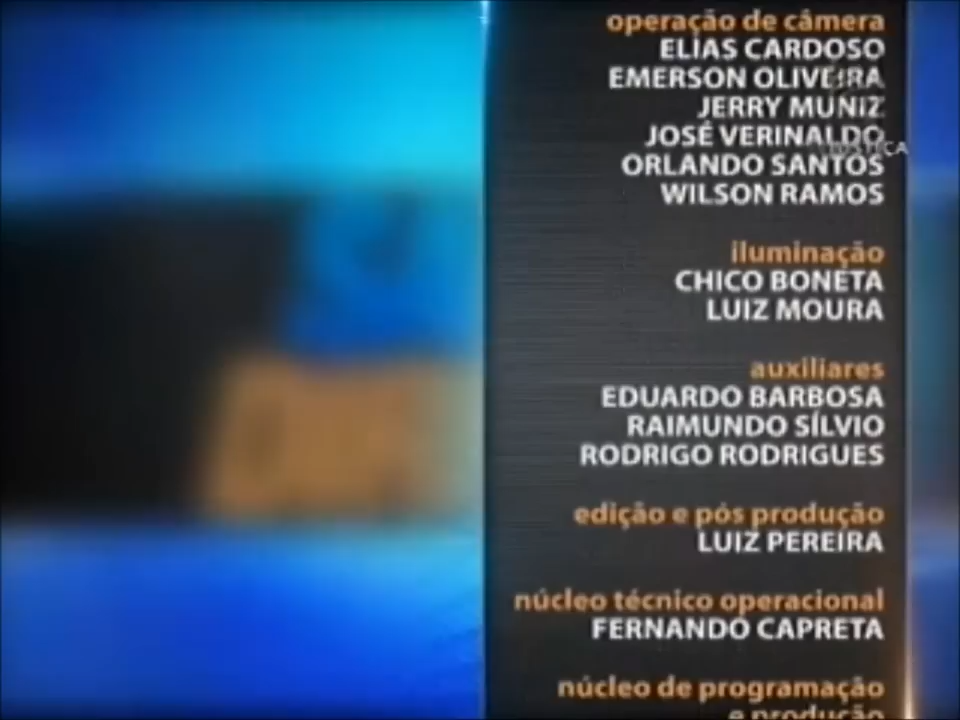 operação de câmera
ELIAS CARDOSO
EMERSON OLIVEIRA
JERRY MUNIZ
JOSÉ VERINALDO
ORLANDO SANTOS
WILSON RAMOS
iluminação
CHICO BONETA
LUIZ MOURA
auxiliares
EDUARDO BARBOSA
RAIMUNDO SÍLVIO
RODRIGO RODRIGUES
edição e pós produção
LUIZ PEREIRA
núcleo técnico operacional
FERNANDO CAPRETA
núcleo de programação
e produção